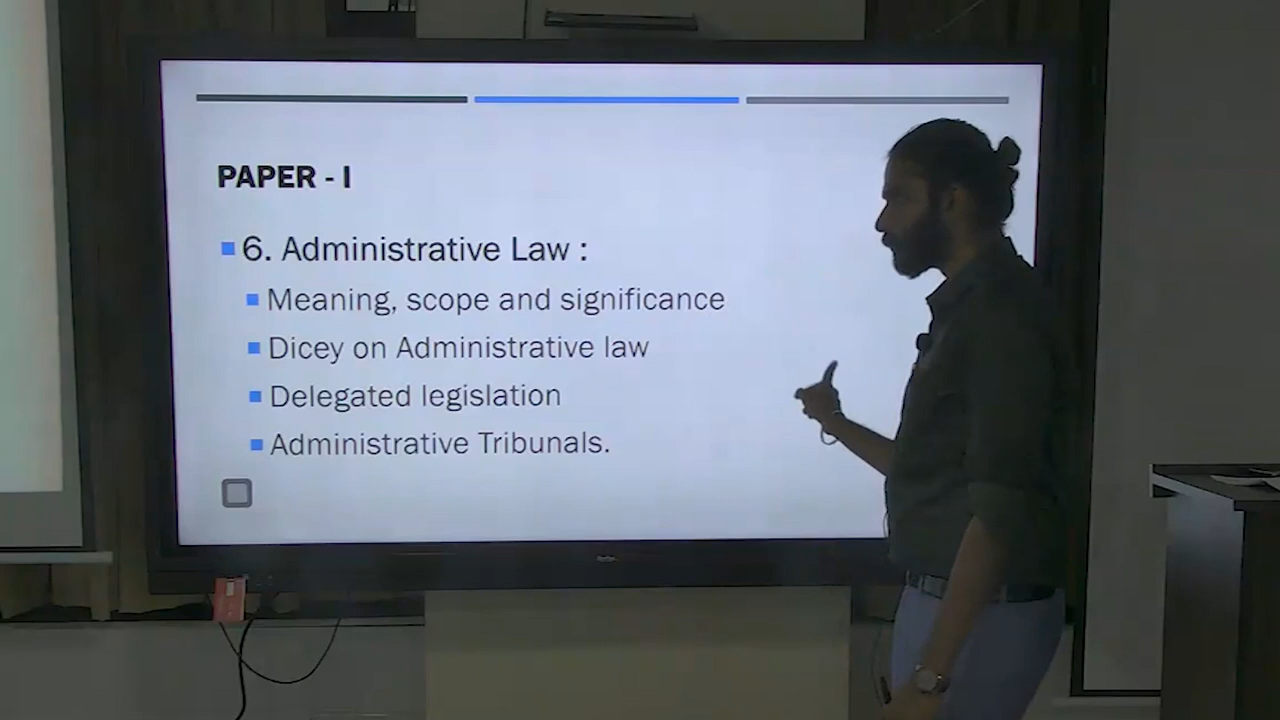 PAPER - I
6. Administrative Law :
Meaning, scope and significance
Dicey on Administrative law
Delegated legislation
Administrative Tribunals.